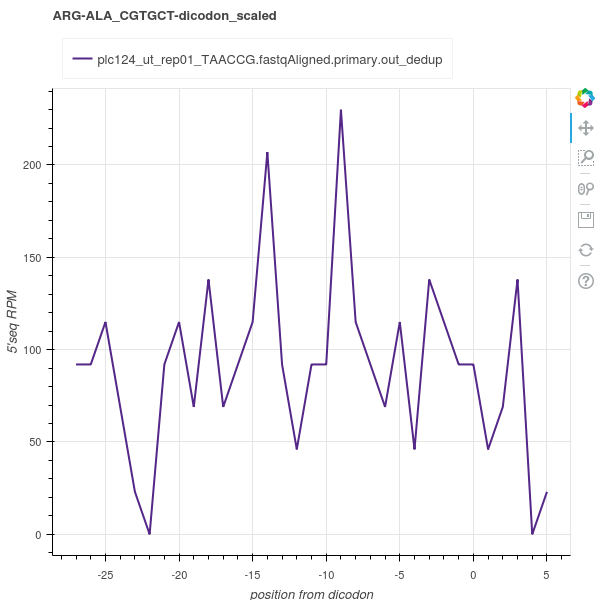 ARG-ALA_CGTGCT-dicodon_scaled
plc124_ut_rep01_TAACCG.fastqAligned.primary.out_dedup
200
150
100
50
0
5'seq RPM
-25 -20 -15 -10 -5 0 5
position from dicodon